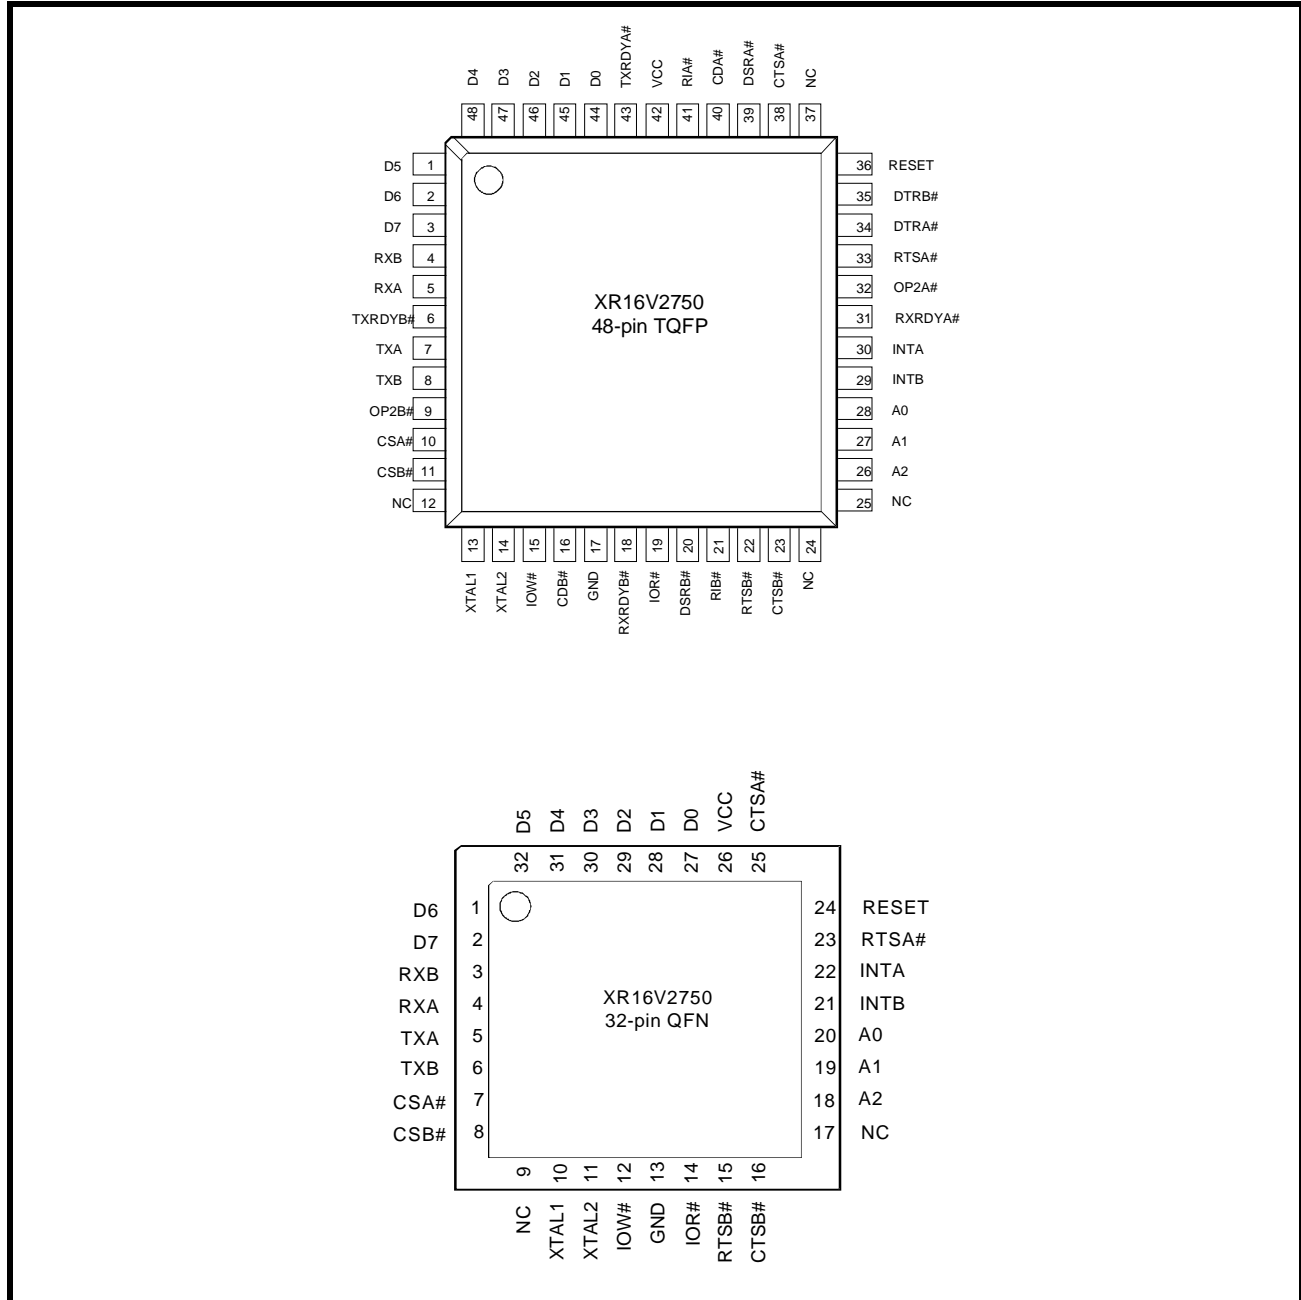 D4 D3 D2 D1 D0 TXRDYA# VCC RIA# CDA# DSRA# CTSA# NC
48 47 46 45 44 43 42 41 40 39 38 37
D5 1 36 RESET
D6 2 35 DTRB#
D7 3 34 DTRA#
RXB 4 33 RTSA#
RXA 5 32 OP2A#
TXRDYB# 6 31 RXRDYA#
TXA 7 30 INTA
TXB 8 29 INTB
OP2B# 9 28 A0
CSA# 10 27 A1
CSB# 11 26 A2
NC 12 25 NC
XR16V2750
48-pin TQFP
13 14 15 16 17 18 19 20 21 22 23 24
XTAL1 XTAL2 IOW# CDB# GND RXRDYB# IOR# DSRB# RIB# RTSB# CTSB# NC
D5 D4 D3 D2 D1 D0 VCC CTSA#
32 31 30 29 28 27 26 25
D6 1 24 RESET
D7 2 23 RTSA#
RXB 3 22 INTA
RXA 4 21 INTB
TXA 5 20 A0
TXB 6 19 A1
CSA# 7 18 A2
CSB# 8 17 NC
XR16V2750
32-pin QFN
9 10 11 12 13 14 15 16
NC XTAL1 XTAL2 IOW# GND IOR# RTSB# CTSB#